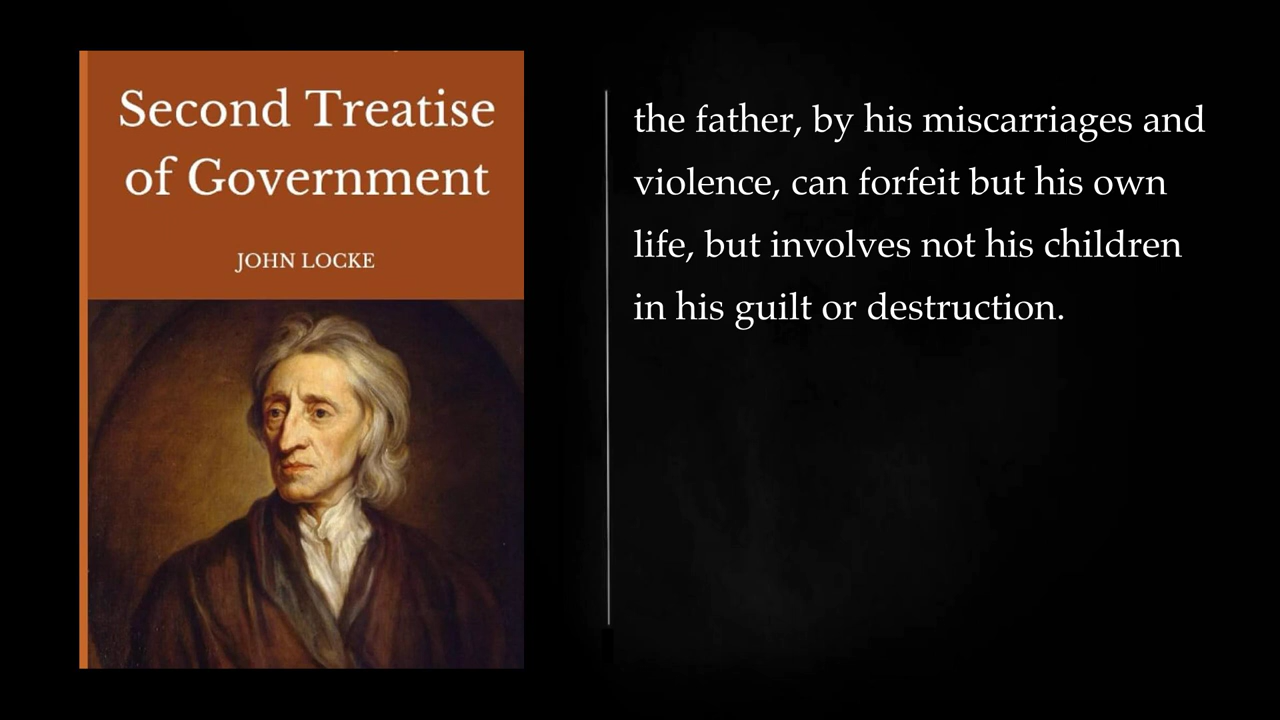 Second Treatise
of Government
JOHN LOCKE
the father, by his miscarriages and
violence, can forfeit but his own
life, but involves not his children
in his guilt or destruction.